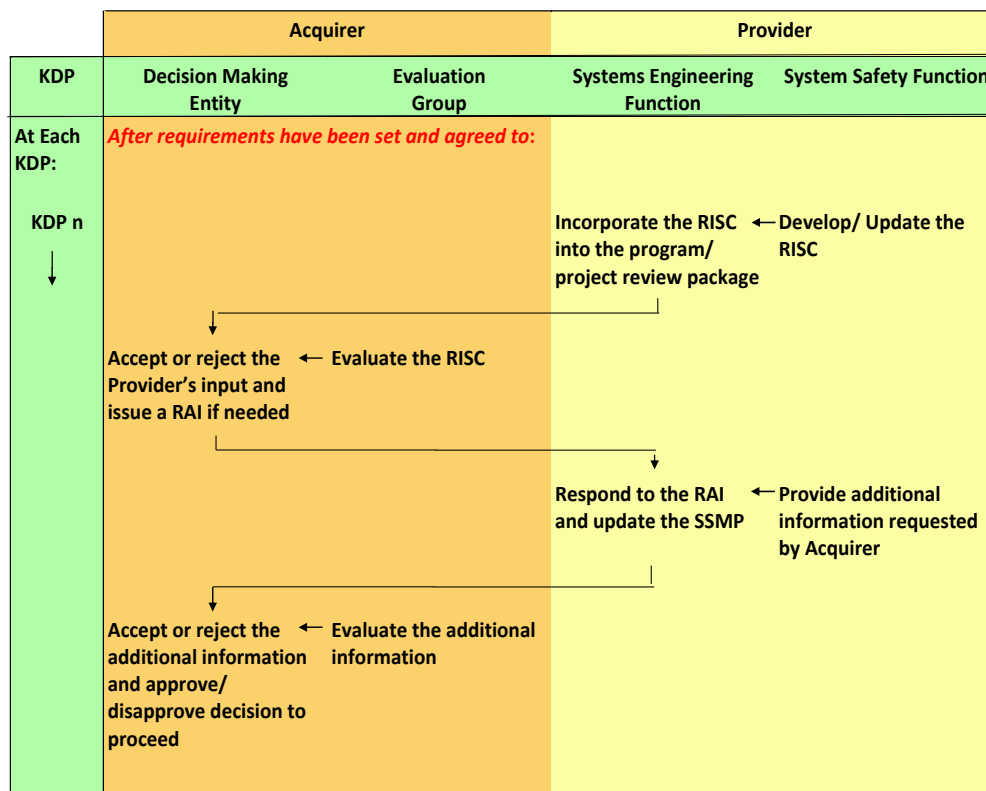 Acquirer
Provider
KDP
Decision Making
Entity
Evaluation
Group
Systems Engineering
Function
System Safety Function
At Each
KDP:
After requirements have been set and agreed to:
KDP n
Incorporate the RISC
into the program/
project review package
Develop/ Update the
RISC
Accept or reject the
Provider’s input and
issue a RAI if needed
Evaluate the RISC
Respond to the RAI
and update the SSMP
Provide additional
information requested
by Acquirer
Accept or reject the
additional information
and approve/
disapprove decision to
proceed
Evaluate the additional
information